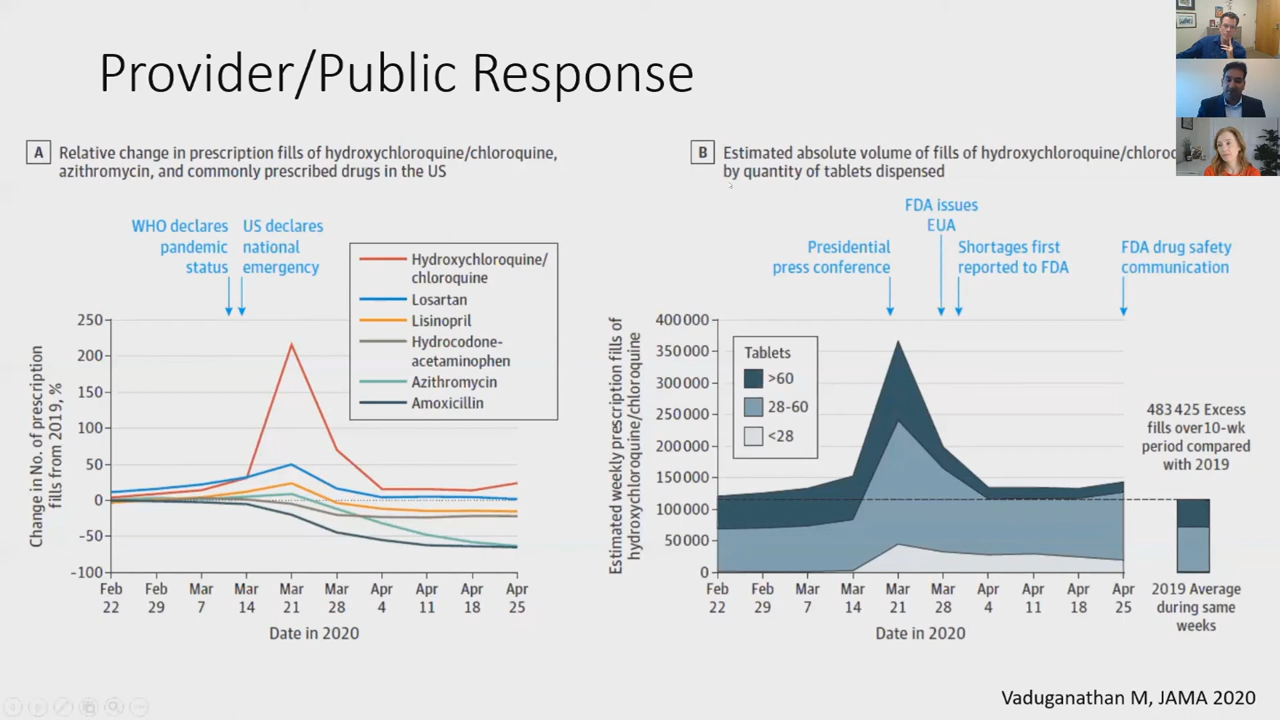 Provider/Public Response
A
Relative change in prescription fills of hydroxychloroquine/chloroquine,
azithromycin, and commonly prescribed drugs in the US
WHO declares
pandemic
status
US declares
national
emergency
Hydroxychloroquine/
chloroquine
Losartan
Lisinopril
Hydrocodone-
acetaminophen
Azithromycin
Amoxicillin
Change in No. of prescription
fills from 2019, %
250
200
150
100
50
0
-50
-100
Feb Feb Mar Mar Mar Mar Apr Apr Apr Apr
22 29 7 14 21 28 4 11 18 25
Date in 2020
B
Estimated absolute volume of fills of hydroxychloroquine/chloroc
by quantity of tablets dispensed
Presidential
press conference
FDA issues
EUA
Shortages first
reported to FDA
FDA drug safety
communication
Estimated weekly prescription fills of
hydroxychloroquine/chloroquine
400 000
350 000
300 000
250 000
200 000
150 000
100 000
50 000
0
Tablets
>60
28-60
<28
Feb Feb Mar Mar Mar Mar Apr Apr Apr Apr
22 29 7 14 21 28 4 11 18 25
Date in 2020
483 425 Excess
fills over10-wk
period compared
with 2019
2019 Average
during same
weeks
Vaduganathan M, JAMA 2020